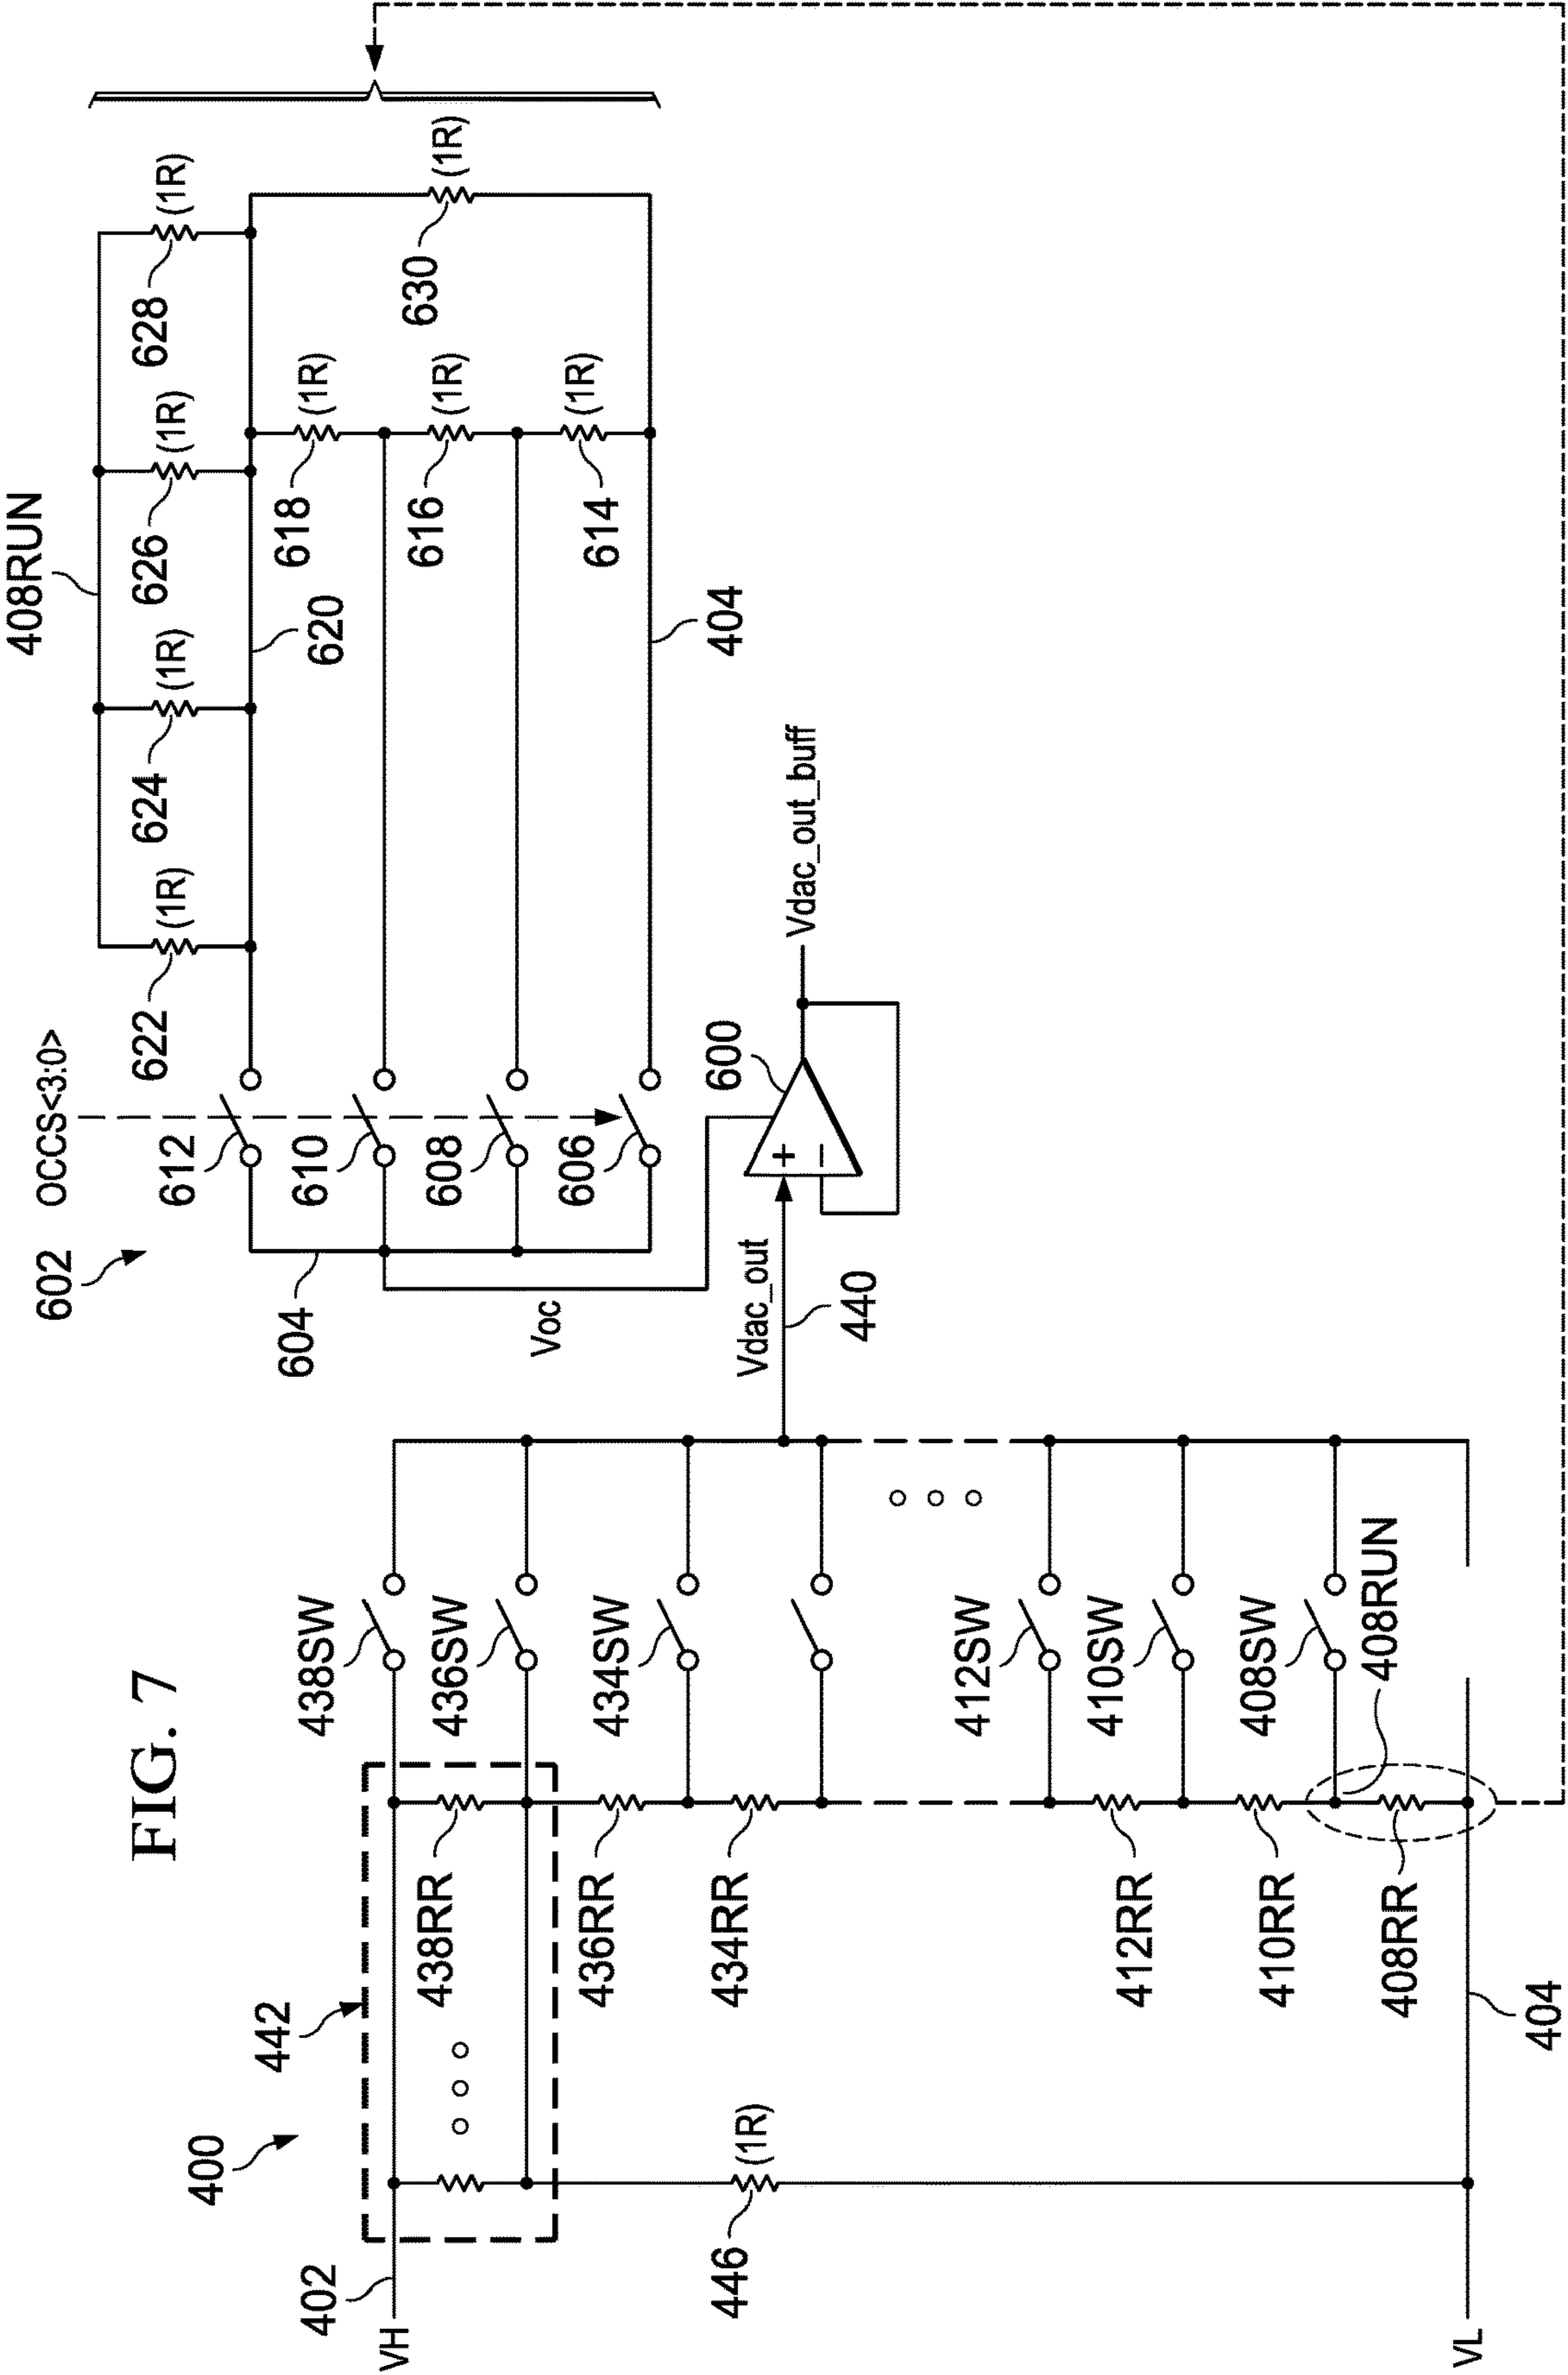 FIG. 7
400
402
VH
442
438RR
438SW
436SW
436RR
434SW
434RR
446
(1R)
412SW
412RR
410SW
410RR
408SW
408RUN
408RR
404
VL
Vdac_out
440
600
+
−
Vdac_out_buff
Voc
602
OCCS<3:0>
604
612
610
608
606
408RUN
622
(1R)
624
(1R)
626
(1R)
628
(1R)
620
618
(1R)
616
(1R)
614
(1R)
630
(1R)
404